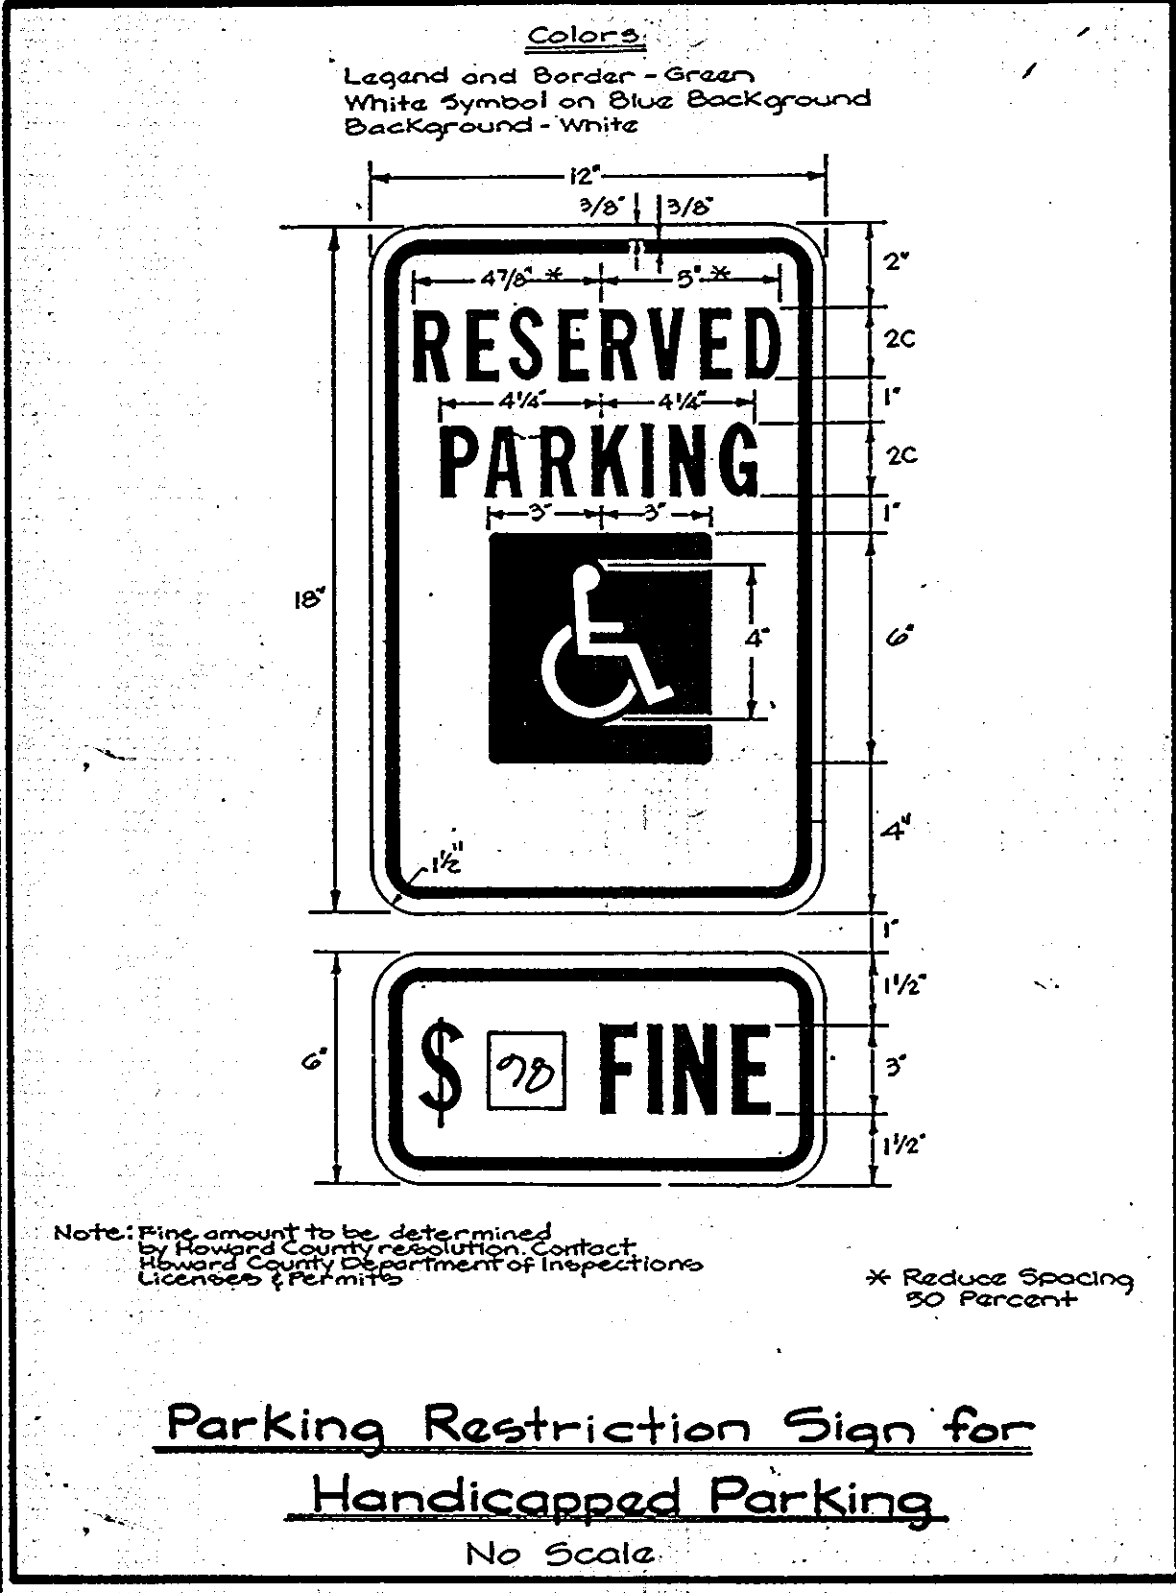 Colors
Legend and Border - Green
White Symbol on Blue Background
Background - White
12"
3/8" 3/8"
2"
4 7/8" * 5" *
RESERVED
2C
4 1/4" 4 1/4"
1"
PARKING
2C
3" 3"
1"
18"
4"
6"
4"
1 1/2"
1"
1 1/2"
$ 98 FINE
6"
3"
1 1/2"
Note: Fine amount to be determined
by Howard County resolution. Contact
Howard County Department of Inspections
Licenses & Permits
* Reduce Spacing
50 Percent
Parking Restriction Sign for
Handicapped Parking
No Scale